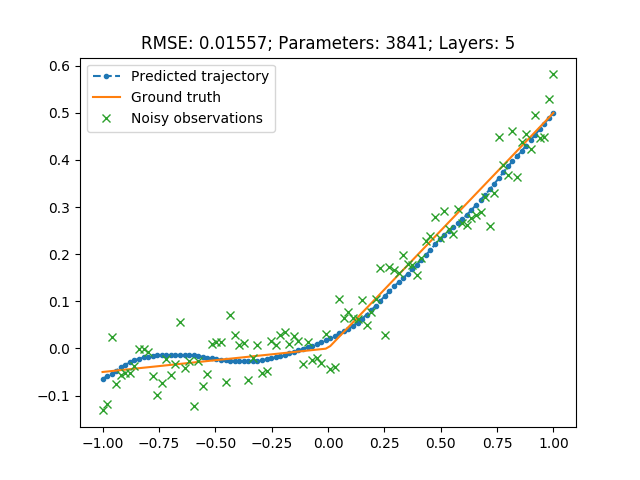 RMSE: 0.01557; Parameters: 3841; Layers: 5
Predicted trajectory
Ground truth
Noisy observations
0.6
0.5
0.4
0.3
0.2
0.1
0.0
−0.1
−1.00 −0.75 −0.50 −0.25 0.00 0.25 0.50 0.75 1.00